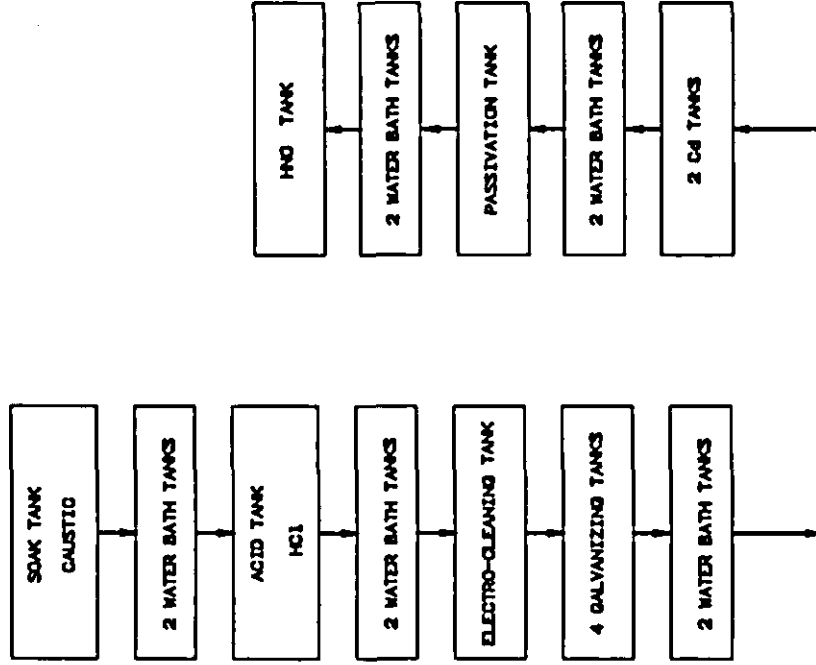 SOAK TANK
CAUSTIC
2 WATER BATH TANKS
ACID TANK
HCl
2 WATER BATH TANKS
ELECTRO-CLEANING TANK
4 GALVANIZING TANKS
2 WATER BATH TANKS
2 Cd TANKS
2 WATER BATH TANKS
PASSIVATION TANK
2 WATER BATH TANKS
HNO TANK